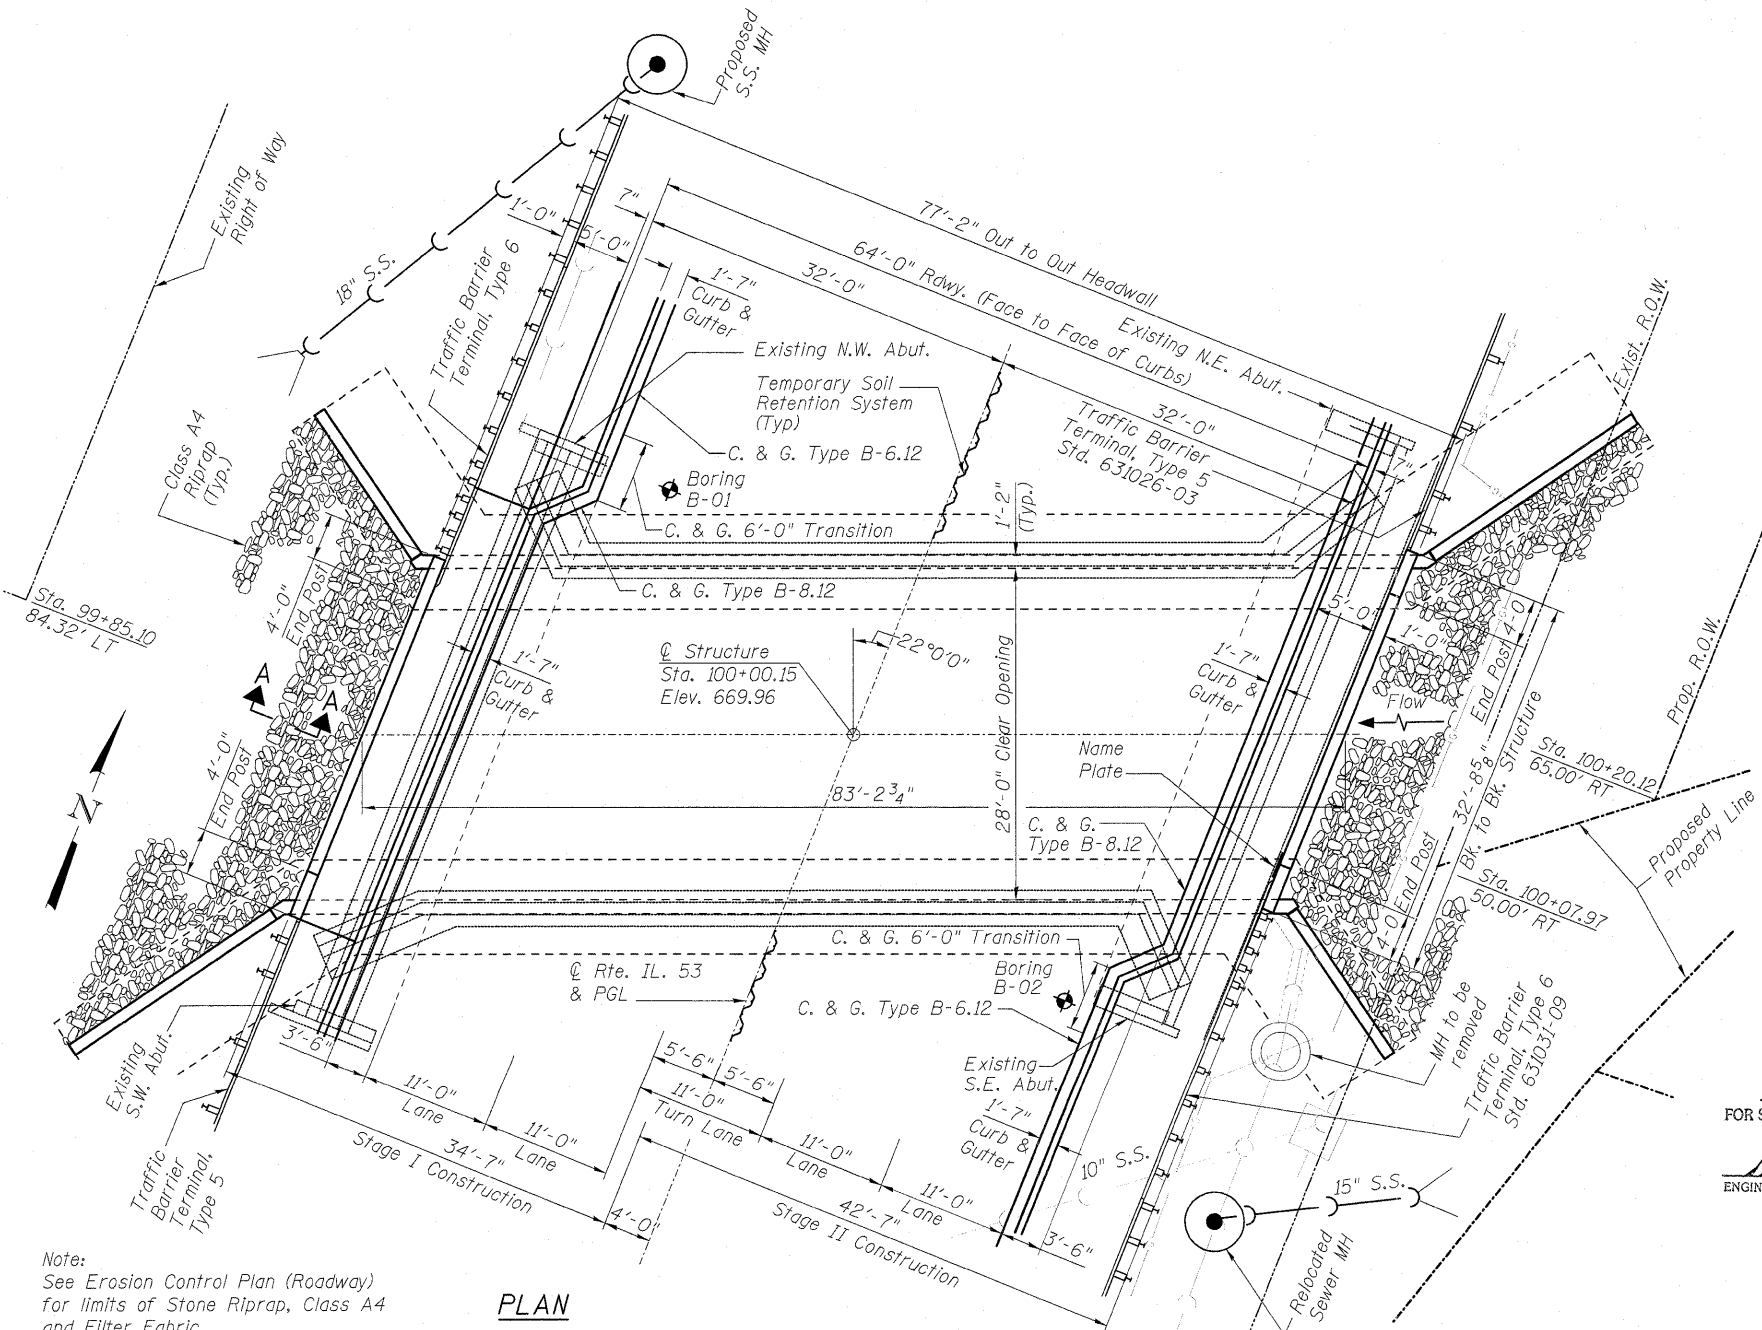 Proposed
S.S. MH
Existing
Right of Way
18" S.S.
1'-0"
5'-0"
7"
Traffic Barrier
Terminal, Type 6
1'-7"
Curb &
Gutter
77'-2" Out to Out Headwall
64'-0" Rdwy. (Face to Face of Curbs)
32'-0"
Existing N.E. Abut.
32'-0"
Existing N.W. Abut.
Temporary Soil
Retention System
(Typ)
C. & G. Type B-6.12
Traffic Barrier
Terminal, Type 5
Std. 631026-03
7"
Exist. R.O.W.
Class A4
Riprap
(Typ.)
Boring
B-01
C. & G. 6'-0" Transition
1'-2"
(Typ.)
C. & G. Type B-8.12
Sta. 99+85.10
84.32' LT
4'-0"
End Post
A
A
4'-0"
End Post
1'-7"
Curb &
Gutter
℄ Structure
Sta. 100+00.15
Elev. 669.96
22°0'0"
28'-0" Clear Opening
5'-0"
1'-0"
4'-0"
End Post
1'-7"
Curb &
Gutter
Flow
Prop. R.O.W.
Name
Plate
83'-2¾"
32'-8⅝"
Bk. to Bk. Structure
Sta. 100+20.12
65.00' RT
Proposed
Property Line
N
C. & G.
Type B-8.12
End Post
4'-0"
Sta. 100+07.97
50.00' RT
C. & G. 6'-0" Transition
℄ Rte. IL. 53
& PGL
Boring
B-02
C. & G. Type B-6.12
Existing
S.E. Abut.
MH to be
removed
Traffic Barrier
Terminal, Type 6
Std. 631031-09
Existing
S.W. Abut.
3'-6"
11'-0"
Lane
11'-0"
Lane
5'-6"
5'-6"
11'-0"
Turn Lane
11'-0"
Lane
11'-0"
Lane
1'-7"
Curb &
Gutter
3'-6"
10" S.S.
15" S.S.
34'-7"
Stage I Construction
4'-0"
42'-7"
Stage II Construction
Traffic
Barrier
Terminal,
Type 5
Relocated
Sewer MH
FOR S
ENGIN
Note:
See Erosion Control Plan (Roadway)
for limits of Stone Riprap, Class A4
and Filter Fabric
PLAN